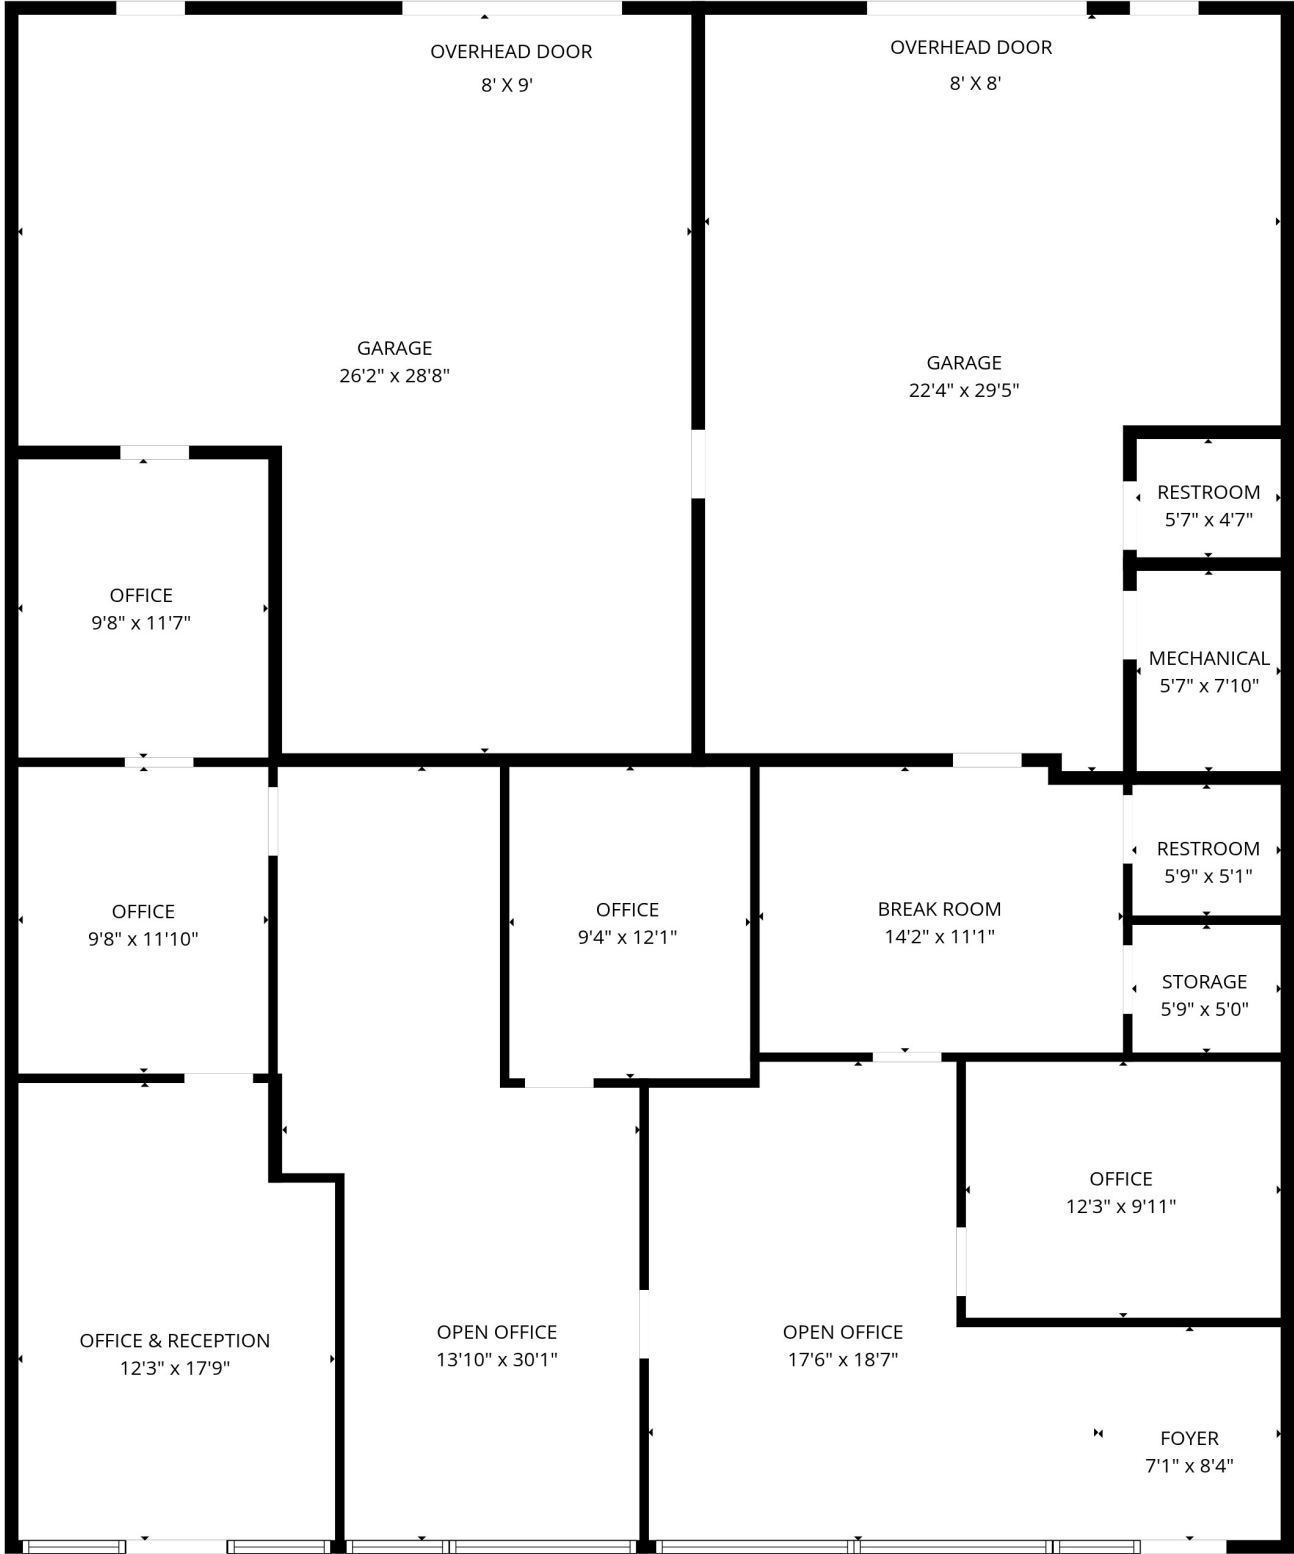 OVERHEAD DOOR
8' X 9'
OVERHEAD DOOR
8' X 8'
GARAGE
26'2" x 28'8"
GARAGE
22'4" x 29'5"
RESTROOM
5'7" x 4'7"
OFFICE
9'8" x 11'7"
MECHANICAL
5'7" x 7'10"
OFFICE
9'8" x 11'10"
OFFICE
9'4" x 12'1"
BREAK ROOM
14'2" x 11'1"
RESTROOM
5'9" x 5'1"
STORAGE
5'9" x 5'0"
OFFICE
12'3" x 9'11"
OFFICE & RECEPTION
12'3" x 17'9"
OPEN OFFICE
13'10" x 30'1"
OPEN OFFICE
17'6" x 18'7"
FOYER
7'1" x 8'4"